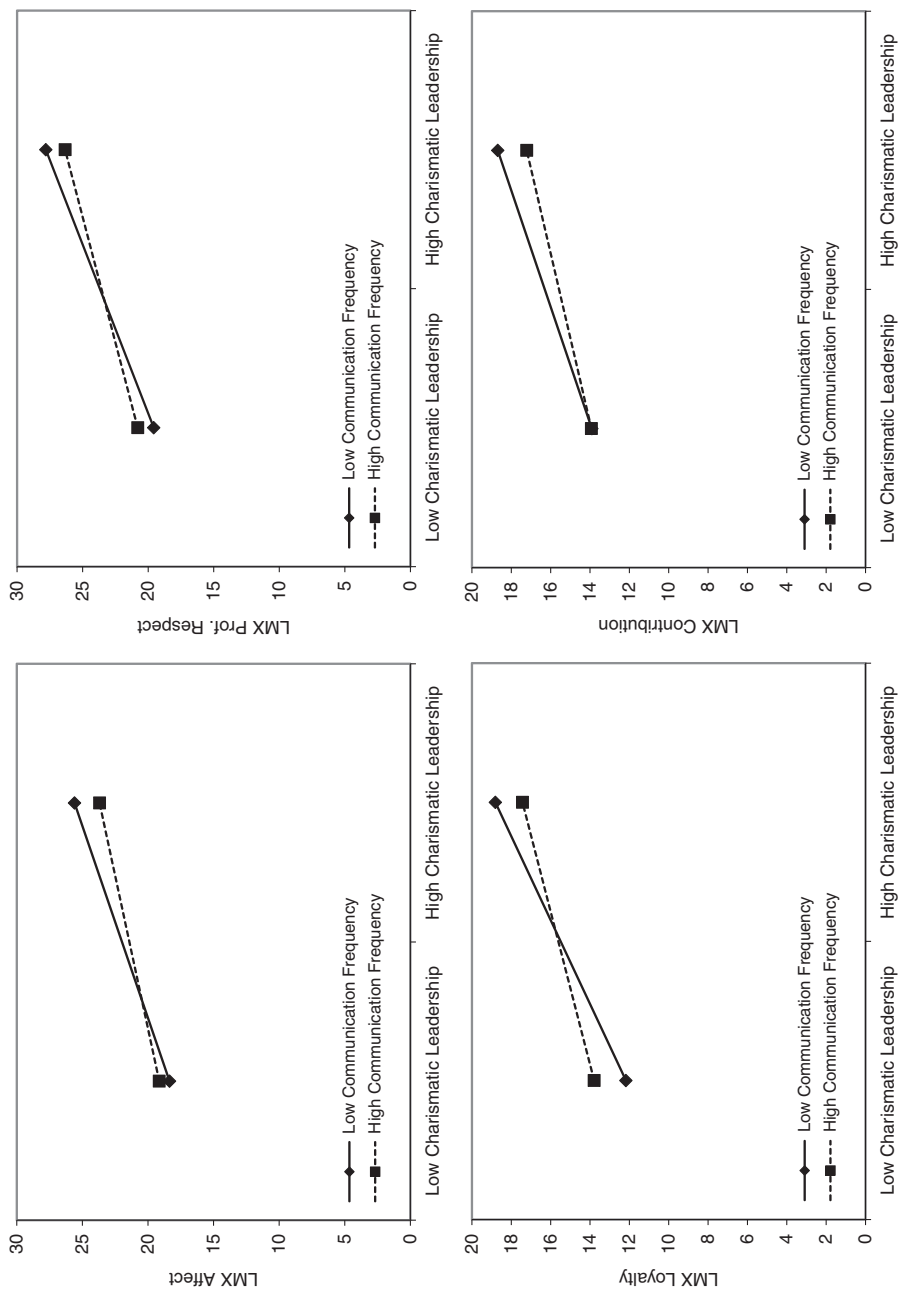 LMX Affect
30
25
20
15
10
5
0
Low Communication Frequency
High Communication Frequency
Low Charismatic Leadership
High Charismatic Leadership
LMX Prof. Respect
30
25
20
15
10
5
0
Low Communication Frequency
High Communication Frequency
Low Charismatic Leadership
High Charismatic Leadership
LMX Loyalty
20
18
16
14
12
10
8
6
4
2
0
Low Communication Frequency
High Communication Frequency
Low Charismatic Leadership
High Charismatic Leadership
LMX Contribution
20
18
16
14
12
10
8
6
4
2
0
Low Communication Frequency
High Communication Frequency
Low Charismatic Leadership
High Charismatic Leadership